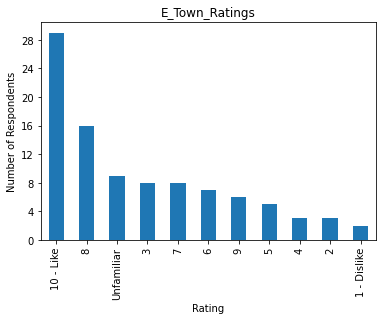 E_Town_Ratings
Number of Respondents
28
24
20
16
12
8
4
0
10 - Like
8
Unfamiliar
3
7
6
9
5
4
2
1 - Dislike
Rating